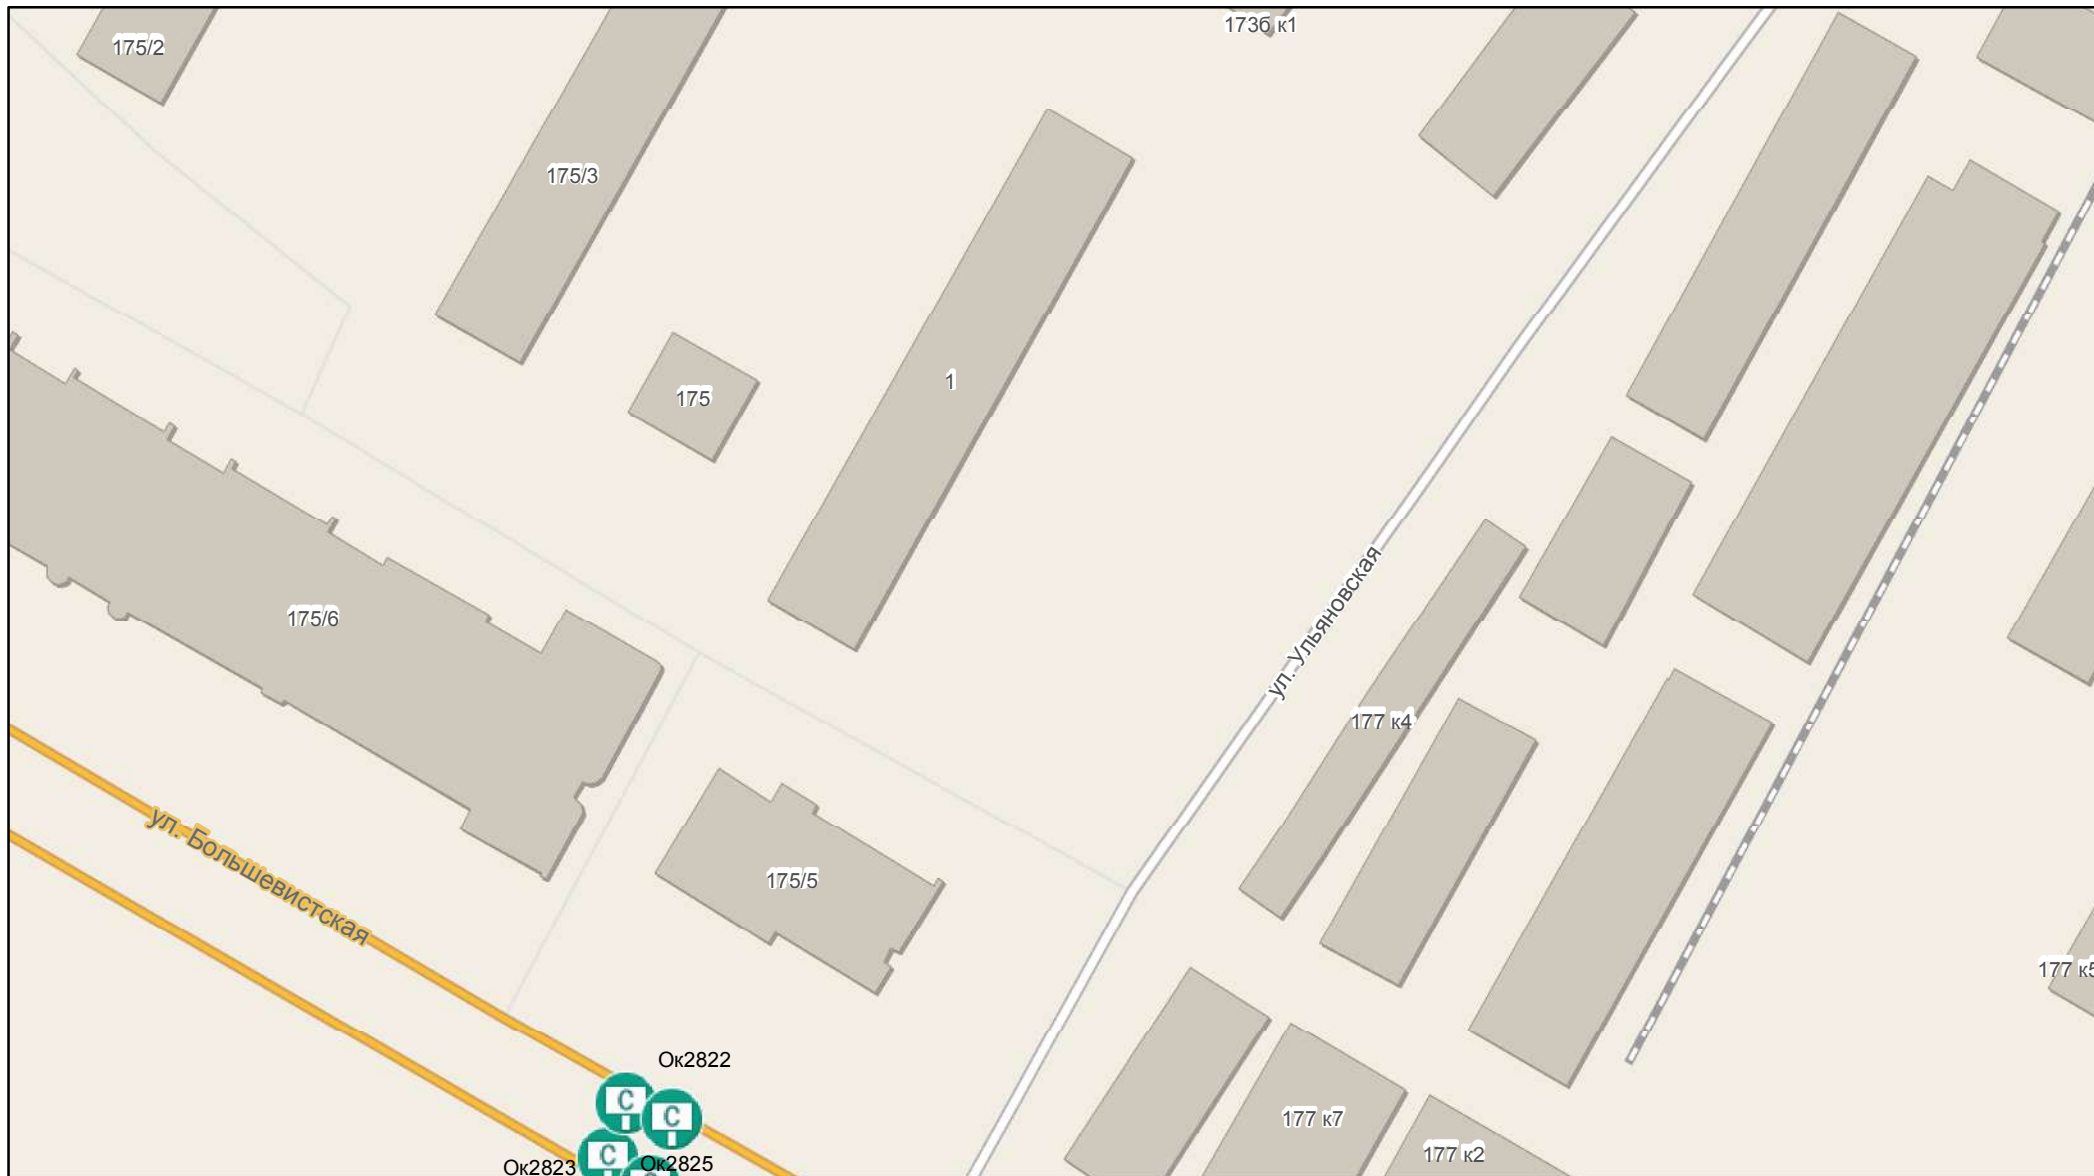 175/2
173б к1
175/3
1
175
ул. Ульяновская
175/6
177 к4
ул. Большевистская
175/5
177 к5
Ок2822
С
С
177 к7
177 к2
С
Ок2823
Ок2825